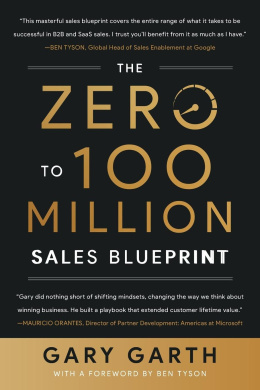 "This masterful sales blueprint covers the entire range of what it takes to be
successful in B2B and SaaS sales. I trust you'll benefit from it as much as I have."
—BEN TYSON, Global Head of Sales Enablement at Google
THE
ZERO
TO 100
MILLION
SALES BLUEPRINT
"Gary did nothing short of shifting mindsets, changing the way we think about
winning business. He built a playbook that extended customer lifetime value."
—MAURICIO ORANTES, Director of Partner Development: Americas at Microsoft
GARY GARTH
WITH A FOREWORD BY BEN TYSON